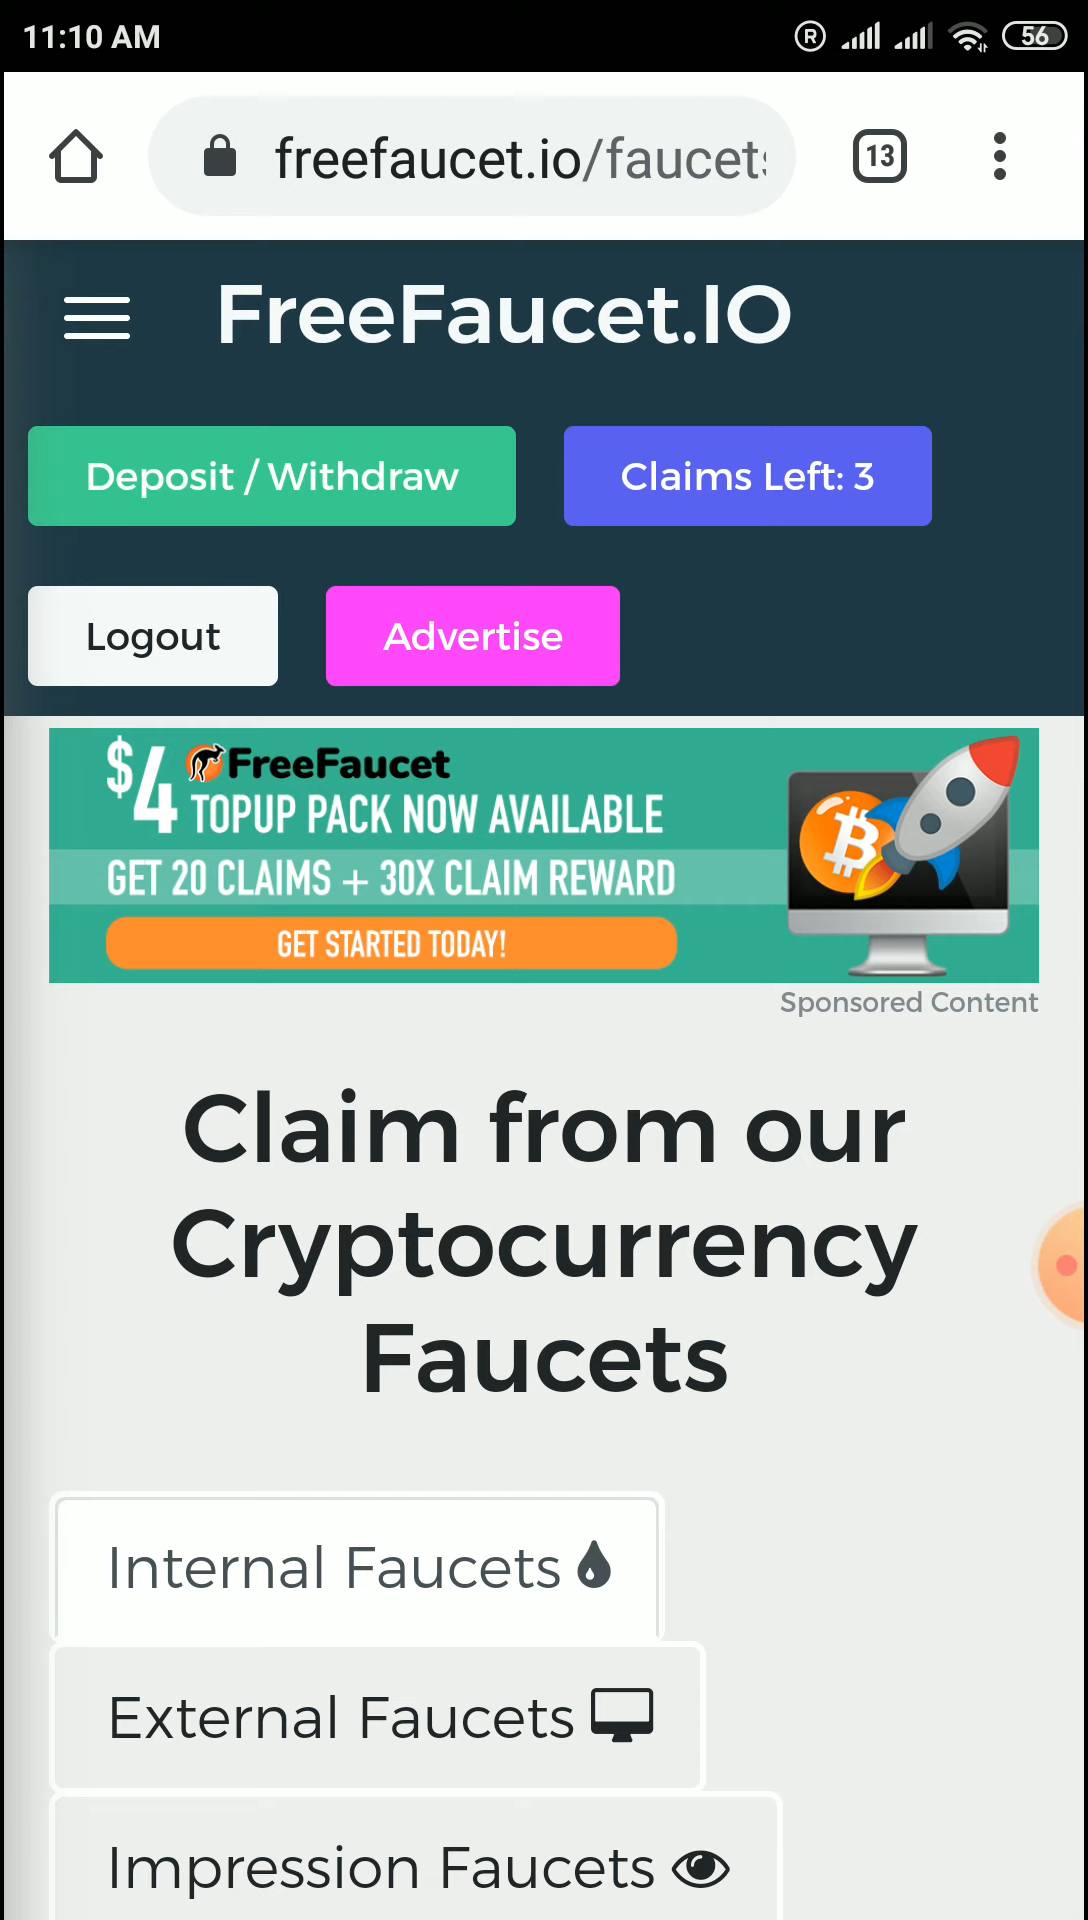 11:10 AM
R
56
freefaucet.io/faucets
13
FreeFaucet.IO
Deposit / Withdraw
Claims Left: 3
Logout
Advertise
$4 FreeFaucet
TOPUP PACK NOW AVAILABLE
GET 20 CLAIMS + 30X CLAIM REWARD
GET STARTED TODAY!
Sponsored Content
Claim from our
Cryptocurrency
Faucets
Internal Faucets
External Faucets
Impression Faucets